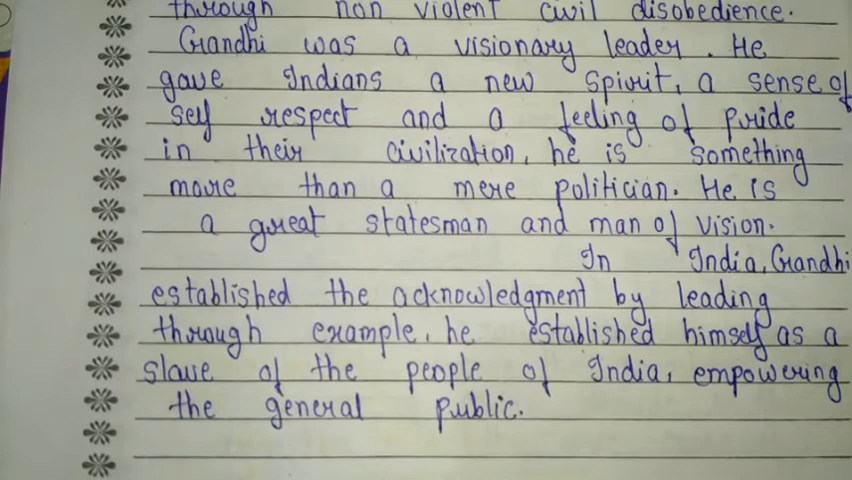 through non violent civil disobedience.
Gandhi was a visionary leader. He
gave Indians a new spirit, a sense of
self respect and a feeling of pride
in their civilization, he is something
more than a mere politician. He is
a great statesman and man of vision.
In India, Gandhi
established the acknowledgment by leading
through example, he established himself as a
slave of the people of India, empowering
the general public.